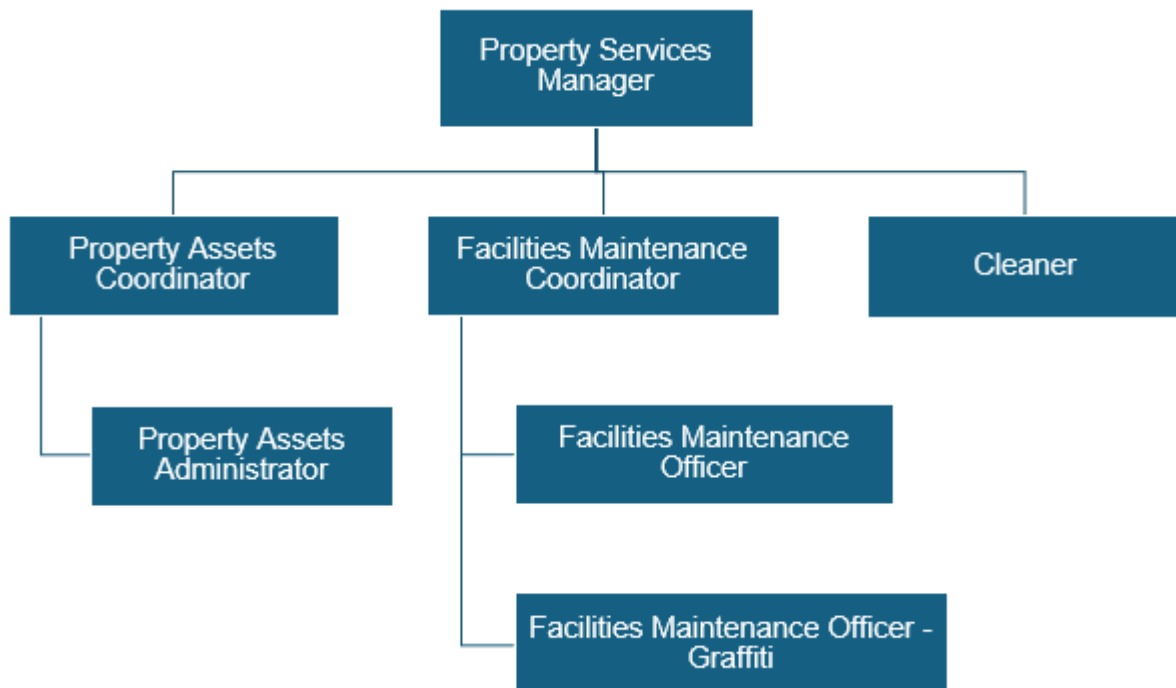 Property Services
Manager
Property Assets
Coordinator
Facilities Maintenance
Coordinator
Cleaner
Property Assets
Administrator
Facilities Maintenance
Officer
Facilities Maintenance Officer -
Graffiti